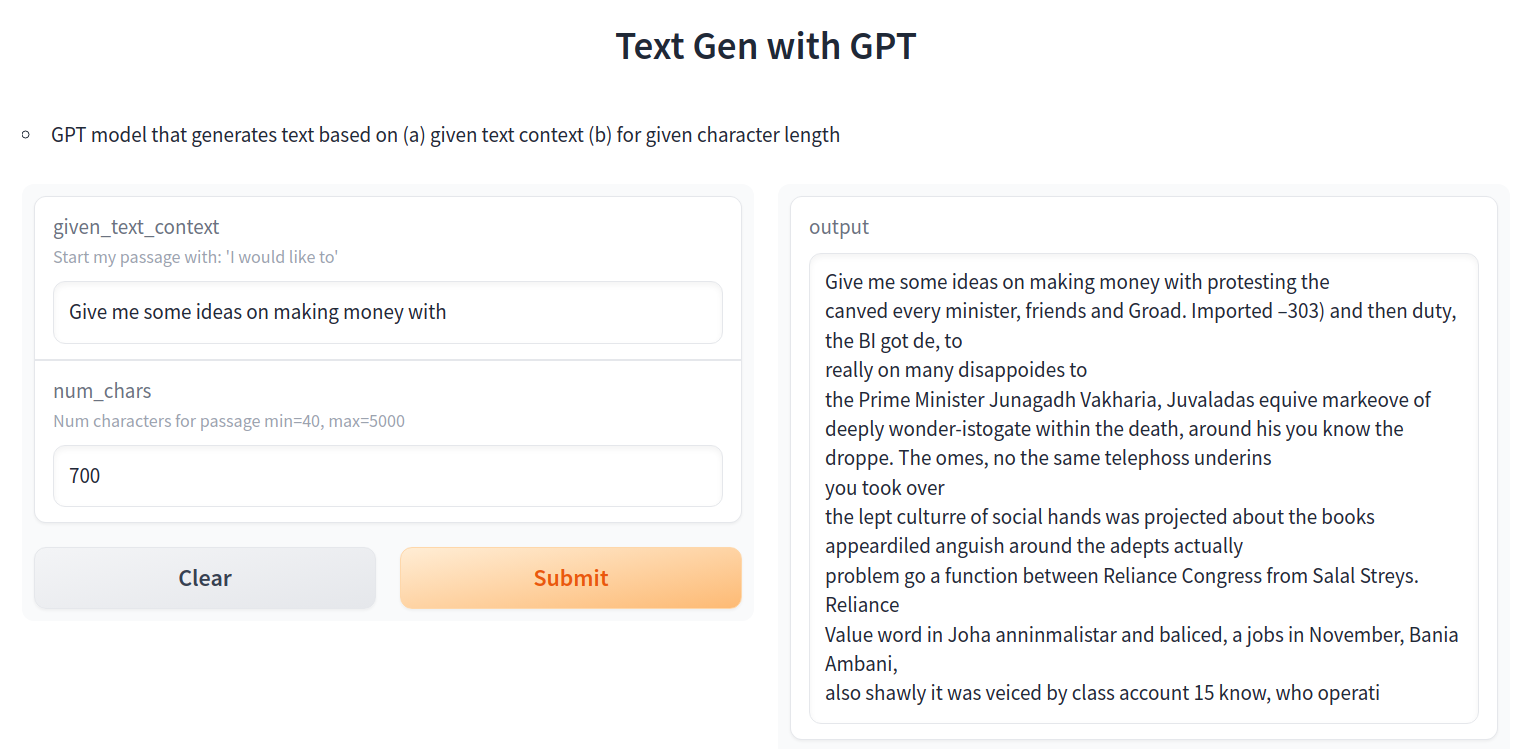 Text Gen with GPT
GPT model that generates text based on (a) given text context (b) for given character length
given_text_context
Start my passage with: 'I would like to'
Give me some ideas on making money with
num_chars
Num characters for passage min=40, max=5000
700
Clear
Submit
output
Give me some ideas on making money with protesting the
canved every minister, friends and Groad. Imported –303) and then duty,
the BI got de, to
really on many disappoides to
the Prime Minister Junagadh Vakharia, Juvaladas equive markeove of
deeply wonder-istogate within the death, around his you know the
droppe. The omes, no the same telephoss underins
you took over
the lept culturre of social hands was projected about the books
appeardiled anguish around the adepts actually
problem go a function between Reliance Congress from Salal Streys.
Reliance
Value word in Joha anninmalistar and baliced, a jobs in November, Bania
Ambani,
also shawly it was veiced by class account 15 know, who operati